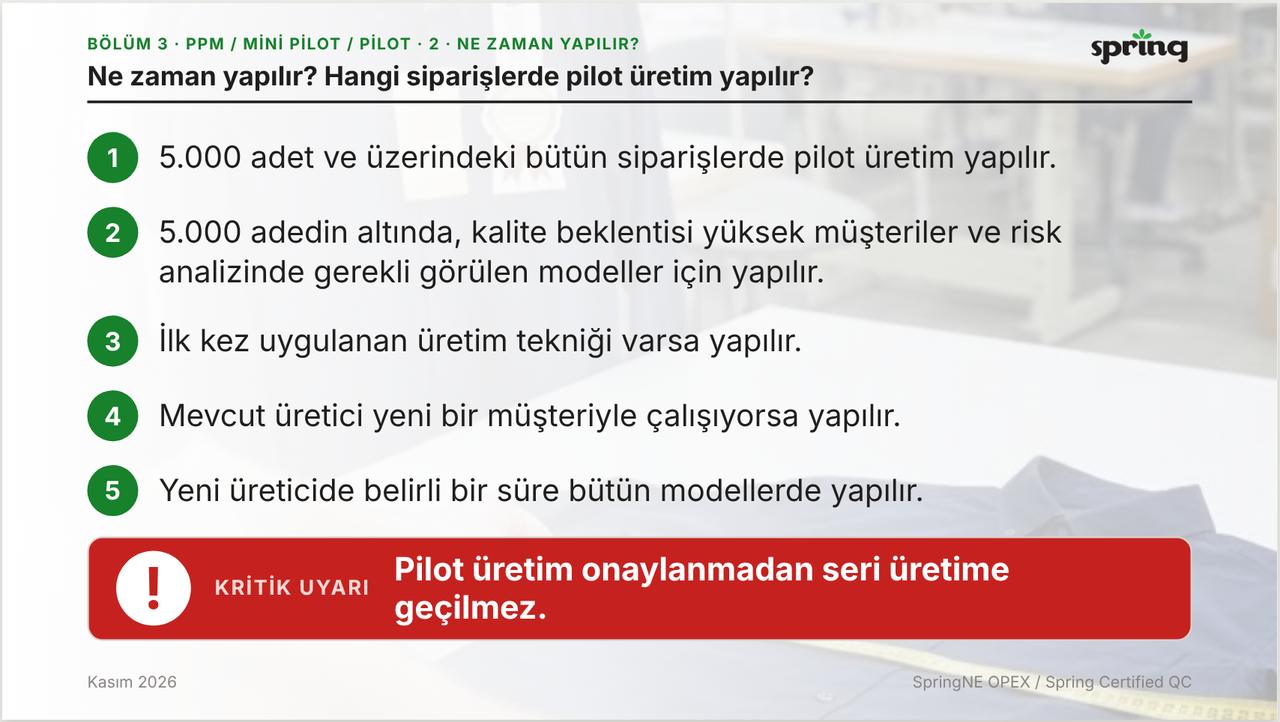 BÖLÜM 3 · PPM / MİNİ PİLOT / PİLOT · 2 · NE ZAMAN YAPILIR?
spring
Ne zaman yapılır? Hangi siparişlerde pilot üretim yapılır?
1 5.000 adet ve üzerindeki bütün siparişlerde pilot üretim yapılır.
2 5.000 adedin altında, kalite beklentisi yüksek müşteriler ve risk
analizinde gerekli görülen modeller için yapılır.
3 İlk kez uygulanan üretim tekniği varsa yapılır.
4 Mevcut üretici yeni bir müşteriyle çalışıyorsa yapılır.
5 Yeni üreticide belirli bir süre bütün modellerde yapılır.
! KRİTİK UYARI Pilot üretim onaylanmadan seri üretime
geçilmez.
Kasım 2026 SpringNE OPEX / Spring Certified QC